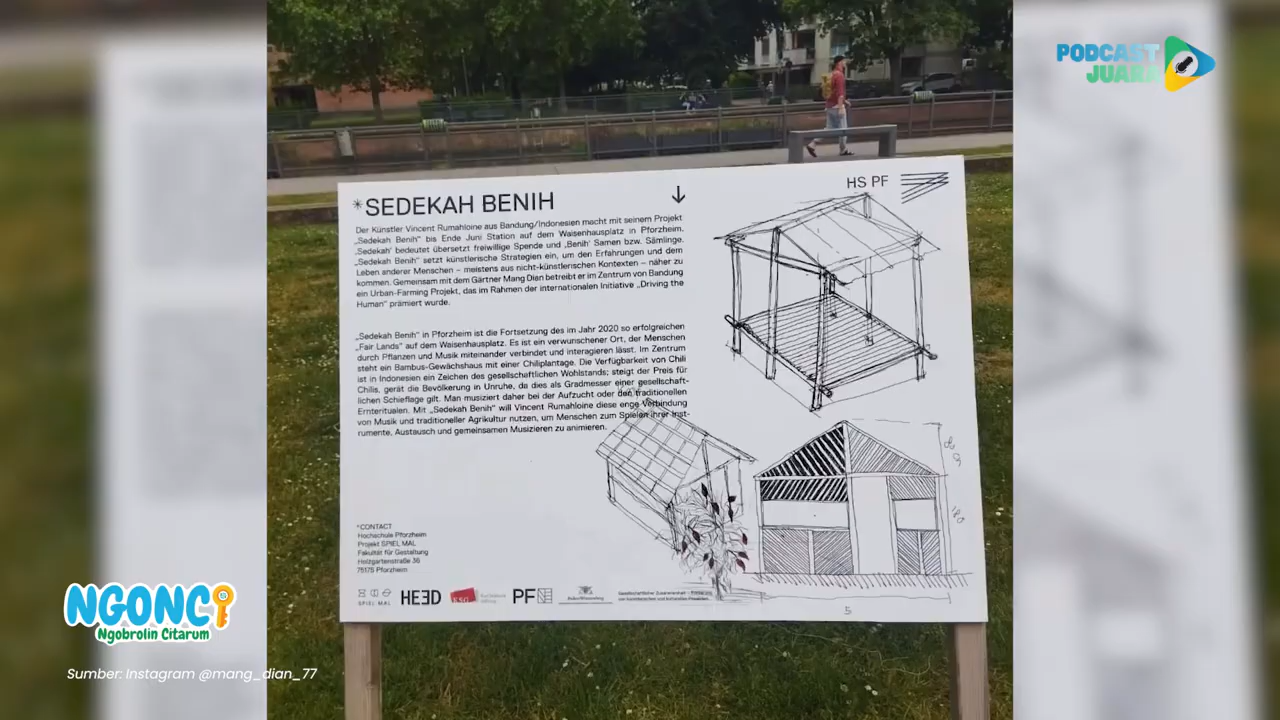 PODCAST
JUARA
HS PF
*SEDEKAH BENIH
Der Künstler Vincent Rumahloine aus Bandung/Indonesien macht mit seinem Projekt
„Sedekah Benih“ bis Ende Juni Station auf dem Waisenhausplatz in Pforzheim.
„Sedekah‘ bedeutet übersetzt freiwillige Spende und ‚Benih‘ Samen bzw. Sämlinge.
„Sedekah Benih“ setzt künstlerische Strategien ein, um den Erfahrungen und dem
Leben anderer Menschen – meistens aus nicht-künstlerischen Kontexten – näher zu
kommen. Gemeinsam mit dem Gärtner Mang Dian betreibt er im Zentrum von Bandung
ein Urban-Farming Projekt, das im Rahmen der internationalen Initiative „Driving the
Human“ prämiert wurde.
„Sedekah Benih“ in Pforzheim ist die Fortsetzung des im Jahr 2020 so erfolgreichen
„Fair Lands“ auf dem Waisenhausplatz. Es ist ein verwunschener Ort, der Menschen
durch Pflanzen und Musik miteinander verbindet und interagieren lässt. Im Zentrum
steht ein Bambus-Gewächshaus mit einer Chiliplantage. Die Verfügbarkeit von Chili
ist in Indonesien ein Zeichen des gesellschaftlichen Wohlstands; steigt der Preis für
Chilis, gerät die Bevölkerung in Unruhe, da dies als Gradmesser einer gesellschaft-
lichen Schieflage gilt. Man musiziert daher bei der Aufzucht oder den traditionellen
Ernteritualen. Mit „Sedekah Benih“ will Vincent Rumahloine diese enge Verbindung
von Musik und traditioneller Agrikultur nutzen, um Menschen zum Spielen ihrer Inst-
rumente, Austausch und gemeinsamen Musizieren zu animieren.
*CONTACT
Hochschule Pforzheim
Projekt SPIEL MAL
Fakultät für Gestaltung
Holzgartenstraße 36
75175 Pforzheim
SPIEL MAL
HEED
PF
Baden-Württemberg
5
NGONCI
Ngobrolin Citarum
Sumber: Instagram @mang_dian_77